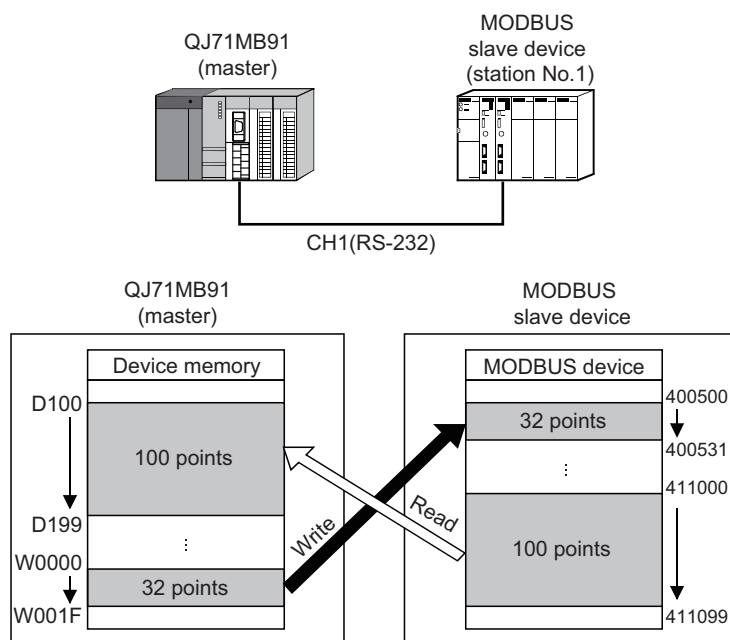 QJ71MB91
(master)
MODBUS
slave device
(station No.1)
CH1(RS-232)
QJ71MB91
(master)
Device memory
D100
100 points
D199
⋮
W0000
32 points
W001F
Write
Read
MODBUS
slave device
MODBUS device
400500
32 points
400531
⋮
411000
100 points
411099